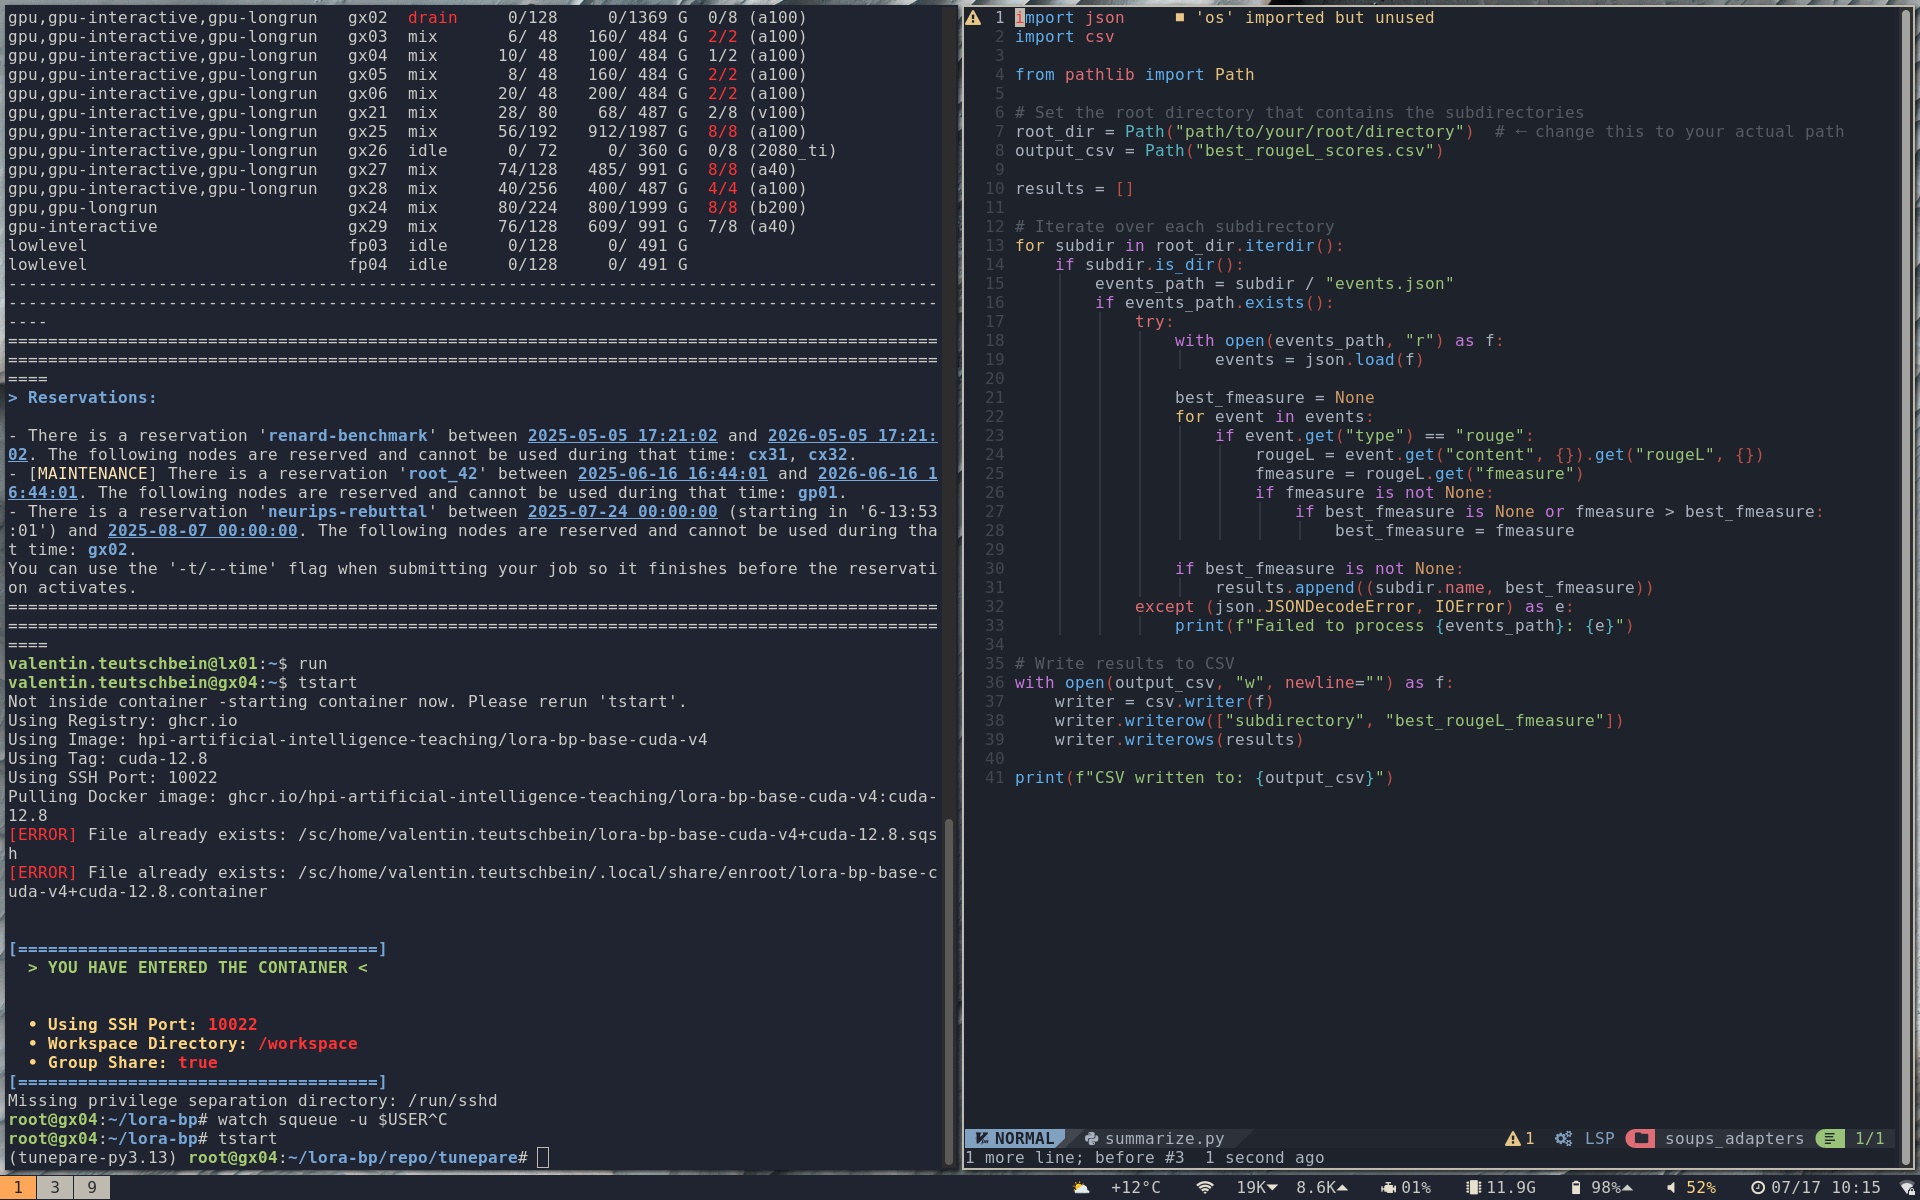 gpu,gpu-interactive,gpu-longrun   gx02  drain     0/128     0/1369 G  0/8 (a100)
gpu,gpu-interactive,gpu-longrun   gx03  mix       6/ 48   160/ 484 G  2/2 (a100)
gpu,gpu-interactive,gpu-longrun   gx04  mix      10/ 48   100/ 484 G  1/2 (a100)
gpu,gpu-interactive,gpu-longrun   gx05  mix       8/ 48   160/ 484 G  2/2 (a100)
gpu,gpu-interactive,gpu-longrun   gx06  mix      20/ 48   200/ 484 G  2/2 (a100)
gpu,gpu-interactive,gpu-longrun   gx21  mix      28/ 80    68/ 487 G  2/8 (v100)
gpu,gpu-interactive,gpu-longrun   gx25  mix      56/192   912/1987 G  8/8 (a100)
gpu,gpu-interactive,gpu-longrun   gx26  idle      0/ 72     0/ 360 G  0/8 (2080_ti)
gpu,gpu-interactive,gpu-longrun   gx27  mix      74/128   485/ 991 G  8/8 (a40)
gpu,gpu-interactive,gpu-longrun   gx28  mix      40/256   400/ 487 G  4/4 (a100)
gpu,gpu-longrun                   gx24  mix      80/224   800/1999 G  8/8 (b200)
gpu-interactive                   gx29  mix      76/128   609/ 991 G  7/8 (a40)
lowlevel                          fp03  idle      0/128     0/ 491 G
lowlevel                          fp04  idle      0/128     0/ 491 G
---------------------------------------------------------------------------------------------
---------------------------------------------------------------------------------------------
----
=============================================================================================
=============================================================================================
====
> Reservations:
- There is a reservation 'renard-benchmark' between 2025-05-05 17:21:02 and 2026-05-05 17:21:
02. The following nodes are reserved and cannot be used during that time: cx31, cx32.
- [MAINTENANCE] There is a reservation 'root_42' between 2025-06-16 16:44:01 and 2026-06-16 1
6:44:01. The following nodes are reserved and cannot be used during that time: gp01.
- There is a reservation 'neurips-rebuttal' between 2025-07-24 00:00:00 (starting in '6-13:53
:01') and 2025-08-07 00:00:00. The following nodes are reserved and cannot be used during tha
t time: gx02.
You can use the '-t/--time' flag when submitting your job so it finishes before the reservati
on activates.
=============================================================================================
=============================================================================================
====
valentin.teutschbein@lx01:~$ run
valentin.teutschbein@gx04:~$ tstart
Not inside container -starting container now. Please rerun 'tstart'.
Using Registry: ghcr.io
Using Image: hpi-artificial-intelligence-teaching/lora-bp-base-cuda-v4
Using Tag: cuda-12.8
Using SSH Port: 10022
Pulling Docker image: ghcr.io/hpi-artificial-intelligence-teaching/lora-bp-base-cuda-v4:cuda-
12.8
[ERROR] File already exists: /sc/home/valentin.teutschbein/lora-bp-base-cuda-v4+cuda-12.8.sqs
h
[ERROR] File already exists: /sc/home/valentin.teutschbein/.local/share/enroot/lora-bp-base-c
uda-v4+cuda-12.8.container
[====================================]
> YOU HAVE ENTERED THE CONTAINER <
• Using SSH Port: 10022
• Workspace Directory: /workspace
• Group Share: true
[====================================]
Missing privilege separation directory: /run/sshd
root@gx04:~/lora-bp# watch squeue -u $USER^C
root@gx04:~/lora-bp# tstart
(tunepare-py3.13) root@gx04:~/lora-bp/repo/tunepare#
1 import json     ■ 'os' imported but unused
2 import csv
3
4 from pathlib import Path
5
6 # Set the root directory that contains the subdirectories
7 root_dir = Path("path/to/your/root/directory")  # ← change this to your actual path
8 output_csv = Path("best_rougeL_scores.csv")
9
10 results = []
11
12 # Iterate over each subdirectory
13 for subdir in root_dir.iterdir():
14     if subdir.is_dir():
15         events_path = subdir / "events.json"
16         if events_path.exists():
17             try:
18                 with open(events_path, "r") as f:
19                     events = json.load(f)
20
21                 best_fmeasure = None
22                 for event in events:
23                     if event.get("type") == "rouge":
24                         rougeL = event.get("content", {}).get("rougeL", {})
25                         fmeasure = rougeL.get("fmeasure")
26                         if fmeasure is not None:
27                             if best_fmeasure is None or fmeasure > best_fmeasure:
28                                 best_fmeasure = fmeasure
29
30                 if best_fmeasure is not None:
31                     results.append((subdir.name, best_fmeasure))
32             except (json.JSONDecodeError, IOError) as e:
33                 print(f"Failed to process {events_path}: {e}")
34
35 # Write results to CSV
36 with open(output_csv, "w", newline="") as f:
37     writer = csv.writer(f)
38     writer.writerow(["subdirectory", "best_rougeL_fmeasure"])
39     writer.writerows(results)
40
41 print(f"CSV written to: {output_csv}")
NORMAL summarize.py 1 LSP soups_adapters 1/1
1 more line; before #3  1 second ago
1 3 9 +12°C 19K 8.6K 01% 11.9G 98% 52% 07/17 10:15